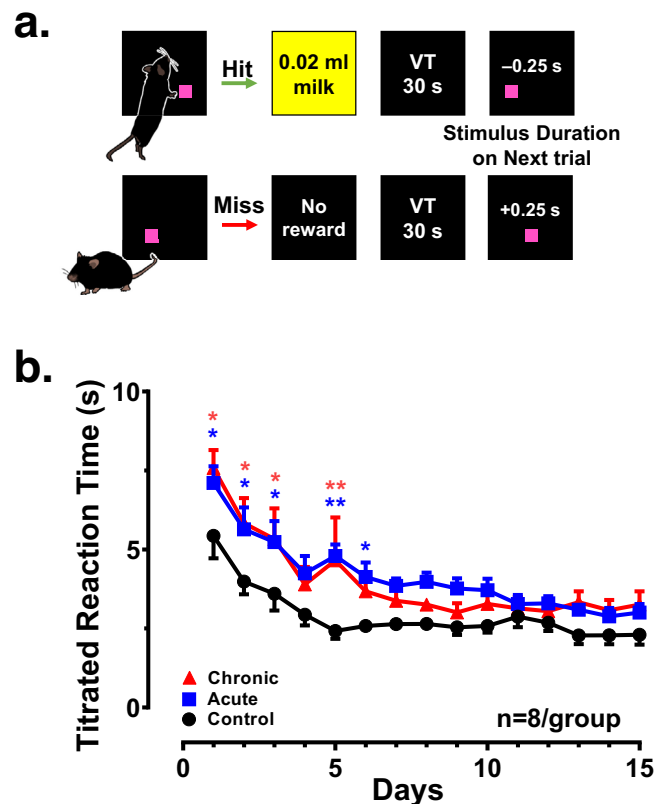 a.
Hit
0.02 ml
milk
VT
30 s
–0.25 s
Stimulus Duration
on Next trial
Miss
No
reward
VT
30 s
+0.25 s
b.
Titrated Reaction Time (s)
10
5
0
*
*
*
*
*
*
**
**
*
Chronic
Acute
Control
n=8/group
0
5
10
15
Days